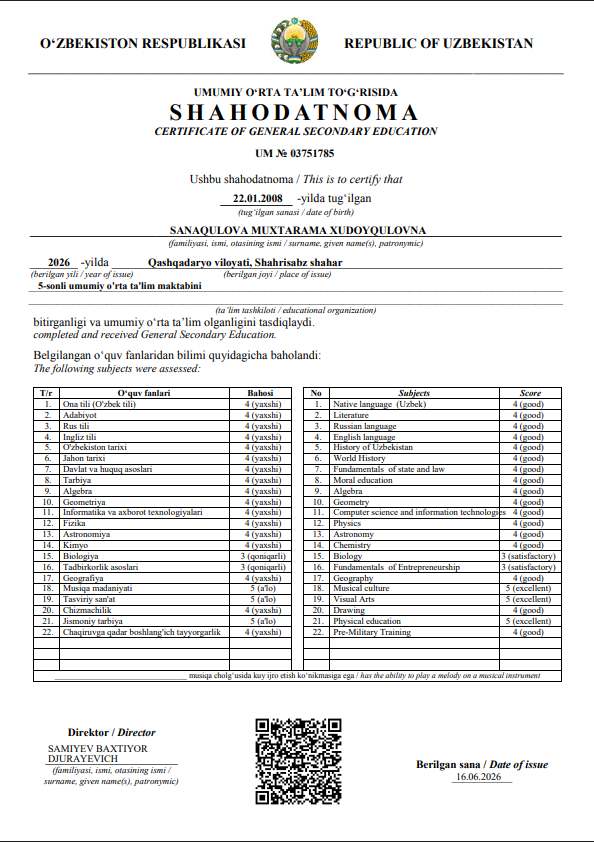 O‘ZBEKISTON RESPUBLIKASI REPUBLIC OF UZBEKISTAN
UMUMIY O‘RTA TA’LIM TO‘G‘RISIDA
SHAHODATNOMA
CERTIFICATE OF GENERAL SECONDARY EDUCATION
UM № 03751785
Ushbu shahodatnoma / This is to certify that
22.01.2008 -yilda tug‘ilgan
(tug‘ilgan sanasi / date of birth)
SANAQULOVA MUXTARAMA XUDOYQULOVNA
(familiyasi, ismi, otasining ismi / surname, given name(s), patronymic)
2026 -yilda Qashqadaryo viloyati, Shahrisabz shahar
(berilgan yili / year of issue) (berilgan joyi / place of issue)
5-sonli umumiy o'rta ta'lim maktabini
(ta’lim tashkiloti / educational organization)
bitirganligi va umumiy o‘rta ta’lim olganligini tasdiqlaydi.
completed and received General Secondary Education.
Belgilangan o‘quv fanlaridan bilimi quyidagicha baholandi:
The following subjects were assessed:
T/r O‘quv fanlari Bahosi No Subjects Score
1. Ona tili (O'zbek tili) 4 (yaxshi) 1. Native language (Uzbek) 4 (good)
2. Adabiyot 4 (yaxshi) 2. Literature 4 (good)
3. Rus tili 4 (yaxshi) 3. Russian language 4 (good)
4. Ingliz tili 4 (yaxshi) 4. English language 4 (good)
5. O'zbekiston tarixi 4 (yaxshi) 5. History of Uzbekistan 4 (good)
6. Jahon tarixi 4 (yaxshi) 6. World History 4 (good)
7. Davlat va huquq asoslari 4 (yaxshi) 7. Fundamentals of state and law 4 (good)
8. Tarbiya 4 (yaxshi) 8. Moral education 4 (good)
9. Algebra 4 (yaxshi) 9. Algebra 4 (good)
10. Geometriya 4 (yaxshi) 10. Geometry 4 (good)
11. Informatika va axborot texnologiyalari 4 (yaxshi) 11. Computer science and information technologies 4 (good)
12. Fizika 4 (yaxshi) 12. Physics 4 (good)
13. Astronomiya 4 (yaxshi) 13. Astronomy 4 (good)
14. Kimyo 4 (yaxshi) 14. Chemistry 4 (good)
15. Biologiya 3 (qoniqarli) 15. Biology 3 (satisfactory)
16. Tadbirkorlik asoslari 3 (qoniqarli) 16. Fundamentals of Entrepreneurship 3 (satisfactory)
17. Geografiya 4 (yaxshi) 17. Geography 4 (good)
18. Musiqa madaniyati 5 (a'lo) 18. Musical culture 5 (excellent)
19. Tasviriy san'at 5 (a'lo) 19. Visual Arts 5 (excellent)
20. Chizmachilik 4 (yaxshi) 20. Drawing 4 (good)
21. Jismoniy tarbiya 5 (a'lo) 21. Physical education 5 (excellent)
22. Chaqiruvga qadar boshlang'ich tayyorgarlik 4 (yaxshi) 22. Pre-Military Training 4 (good)
musiqa cholg‘usida kuy ijro etish ko‘nikmasiga ega / has the ability to play a melody on a musical instrument
Direktor / Director
SAMIYEV BAXTIYOR
DJURAYEVICH
(familiyasi, ismi, otasining ismi /
surname, given name(s), patronymic)
Berilgan sana / Date of issue
16.06.2026